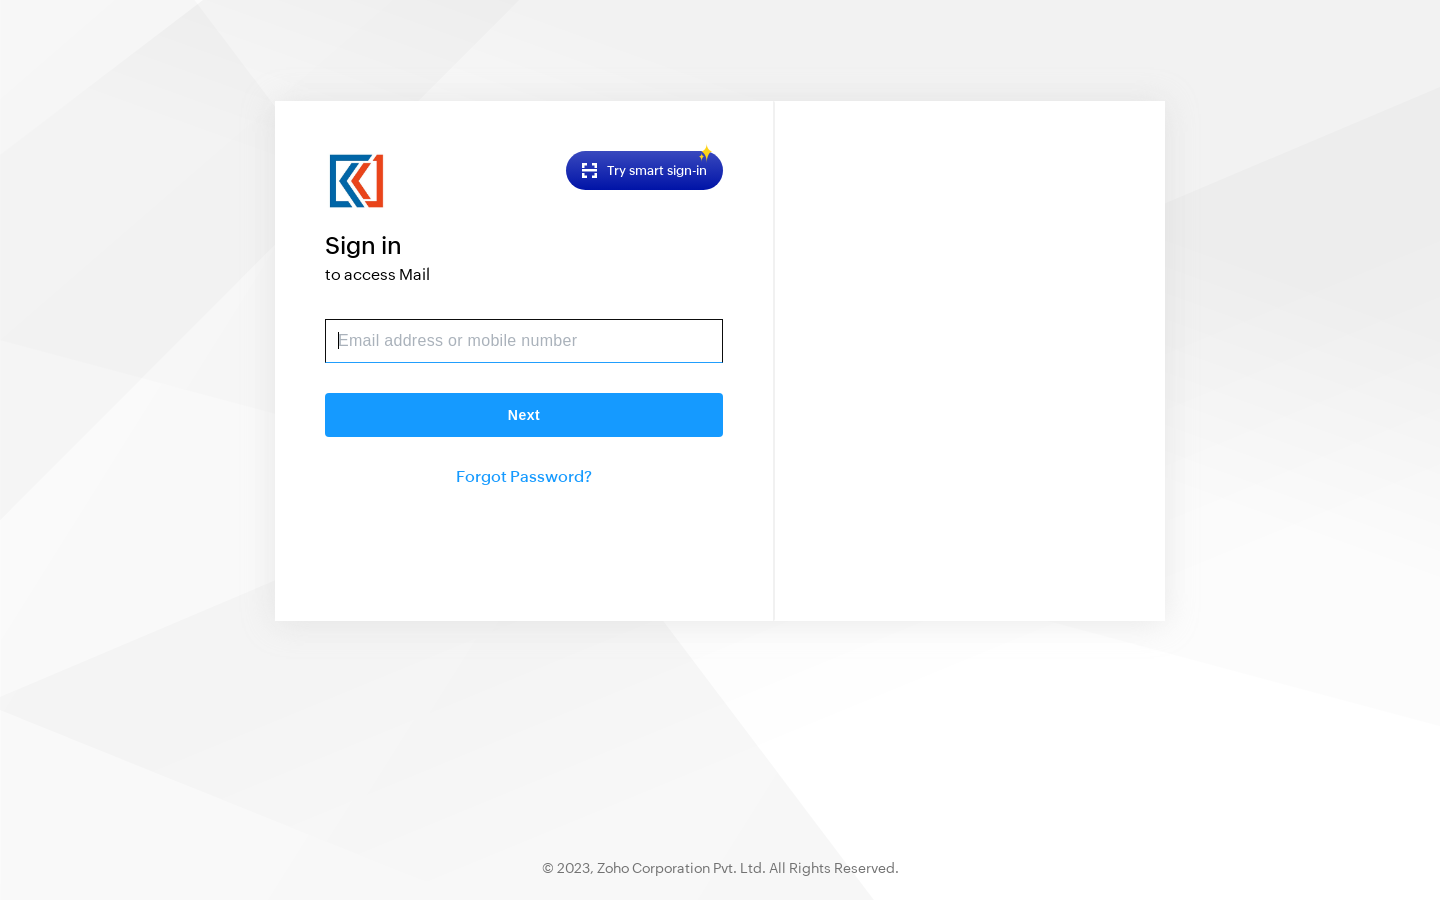 Try smart sign-in
Sign in
to access Mail
Email address or mobile number
Next
Forgot Password?
© 2023, Zoho Corporation Pvt. Ltd. All Rights Reserved.